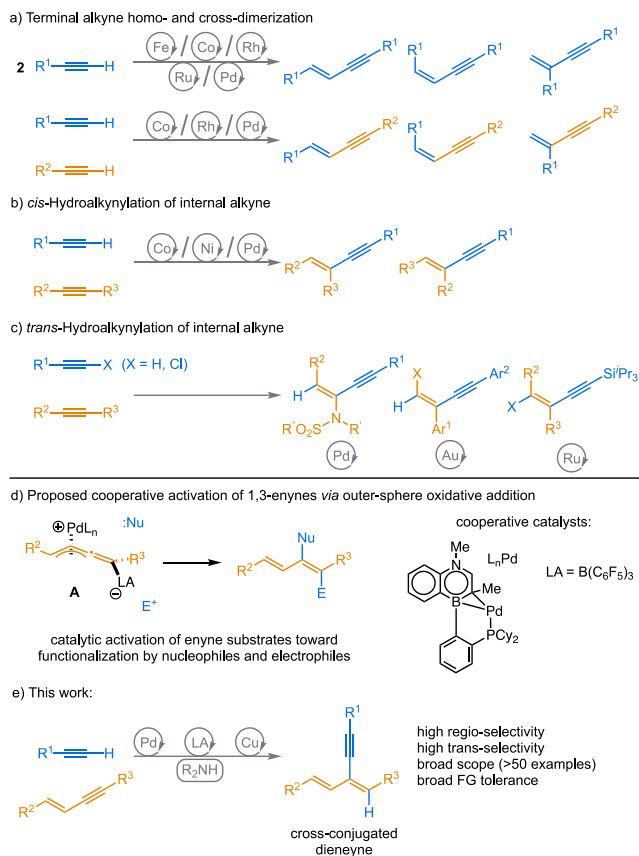 a) Terminal alkyne homo- and cross-dimerization
2 R¹ H Fe / Co / Rh / Ru / Pd R¹ R¹ R¹ R¹ R¹ R¹
R¹ H
R² H Co / Rh / Pd R¹ R² R¹ R² R¹ R²
b) cis-Hydroalkynylation of internal alkyne
R¹ H
R² R³ Co / Ni / Pd R² R³ R¹ R³ R² R¹
c) trans-Hydroalkynylation of internal alkyne
R¹ X (X = H, Cl)
R² R³
R² R¹ H N R'' O₂S R'
X Ar² H Ar¹
R² SiⁱPr₃ X R³
Pd Au Ru
d) Proposed cooperative activation of 1,3-enynes via outer-sphere oxidative addition
⊕ PdLₙ :Nu
R² R³ LA ⊖
A E⁺
Nu R² R³ E
cooperative catalysts:
Me N LₙPd LA = B(C₆F₅)₃
Me B Pd PCy₂
catalytic activation of enyne substrates toward
functionalization by nucleophiles and electrophiles
e) This work:
R¹ H
R² R³
Pd LA Cu
R₂NH
R¹ R² R³ H
cross-conjugated
dieneyne
high regio-selectivity
high trans-selectivity
broad scope (>50 examples)
broad FG tolerance